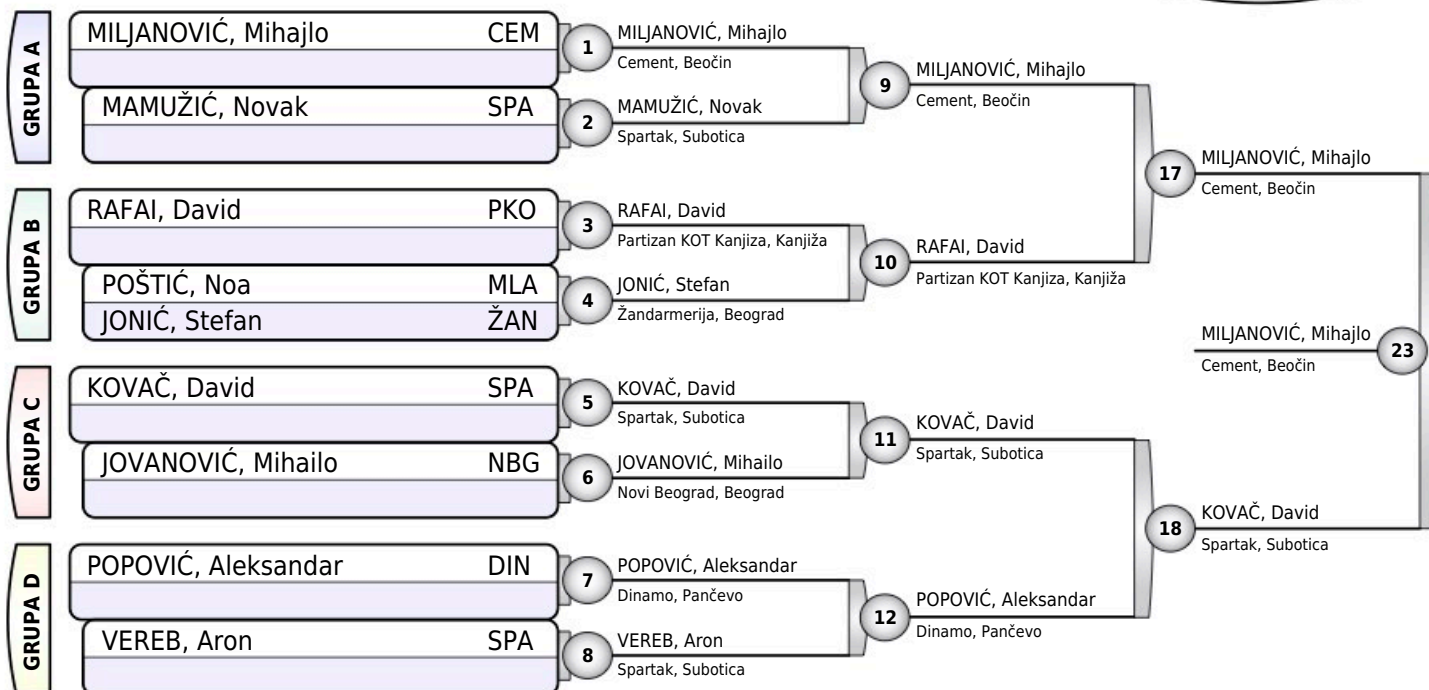 GRUPA A
MILJANOVIĆ, Mihajlo CEM
MAMUŽIĆ, Novak SPA
GRUPA B
RAFAI, David PKO
POŠTIĆ, Noa MLA
JONIĆ, Stefan ŽAN
GRUPA C
KOVAČ, David SPA
JOVANOVIĆ, Mihailo NBG
GRUPA D
POPOVIĆ, Aleksandar DIN
VEREB, Aron SPA
1
MILJANOVIĆ, Mihajlo
Cement, Beočin
2
MAMUŽIĆ, Novak
Spartak, Subotica
3
RAFAI, David
Partizan KOT Kanjiza, Kanjiža
4
JONIĆ, Stefan
Žandarmerija, Beograd
5
KOVAČ, David
Spartak, Subotica
6
JOVANOVIĆ, Mihailo
Novi Beograd, Beograd
7
POPOVIĆ, Aleksandar
Dinamo, Pančevo
8
VEREB, Aron
Spartak, Subotica
9
MILJANOVIĆ, Mihajlo
Cement, Beočin
10
RAFAI, David
Partizan KOT Kanjiza, Kanjiža
11
KOVAČ, David
Spartak, Subotica
12
POPOVIĆ, Aleksandar
Dinamo, Pančevo
17
MILJANOVIĆ, Mihajlo
Cement, Beočin
18
KOVAČ, David
Spartak, Subotica
MILJANOVIĆ, Mihajlo
Cement, Beočin
23